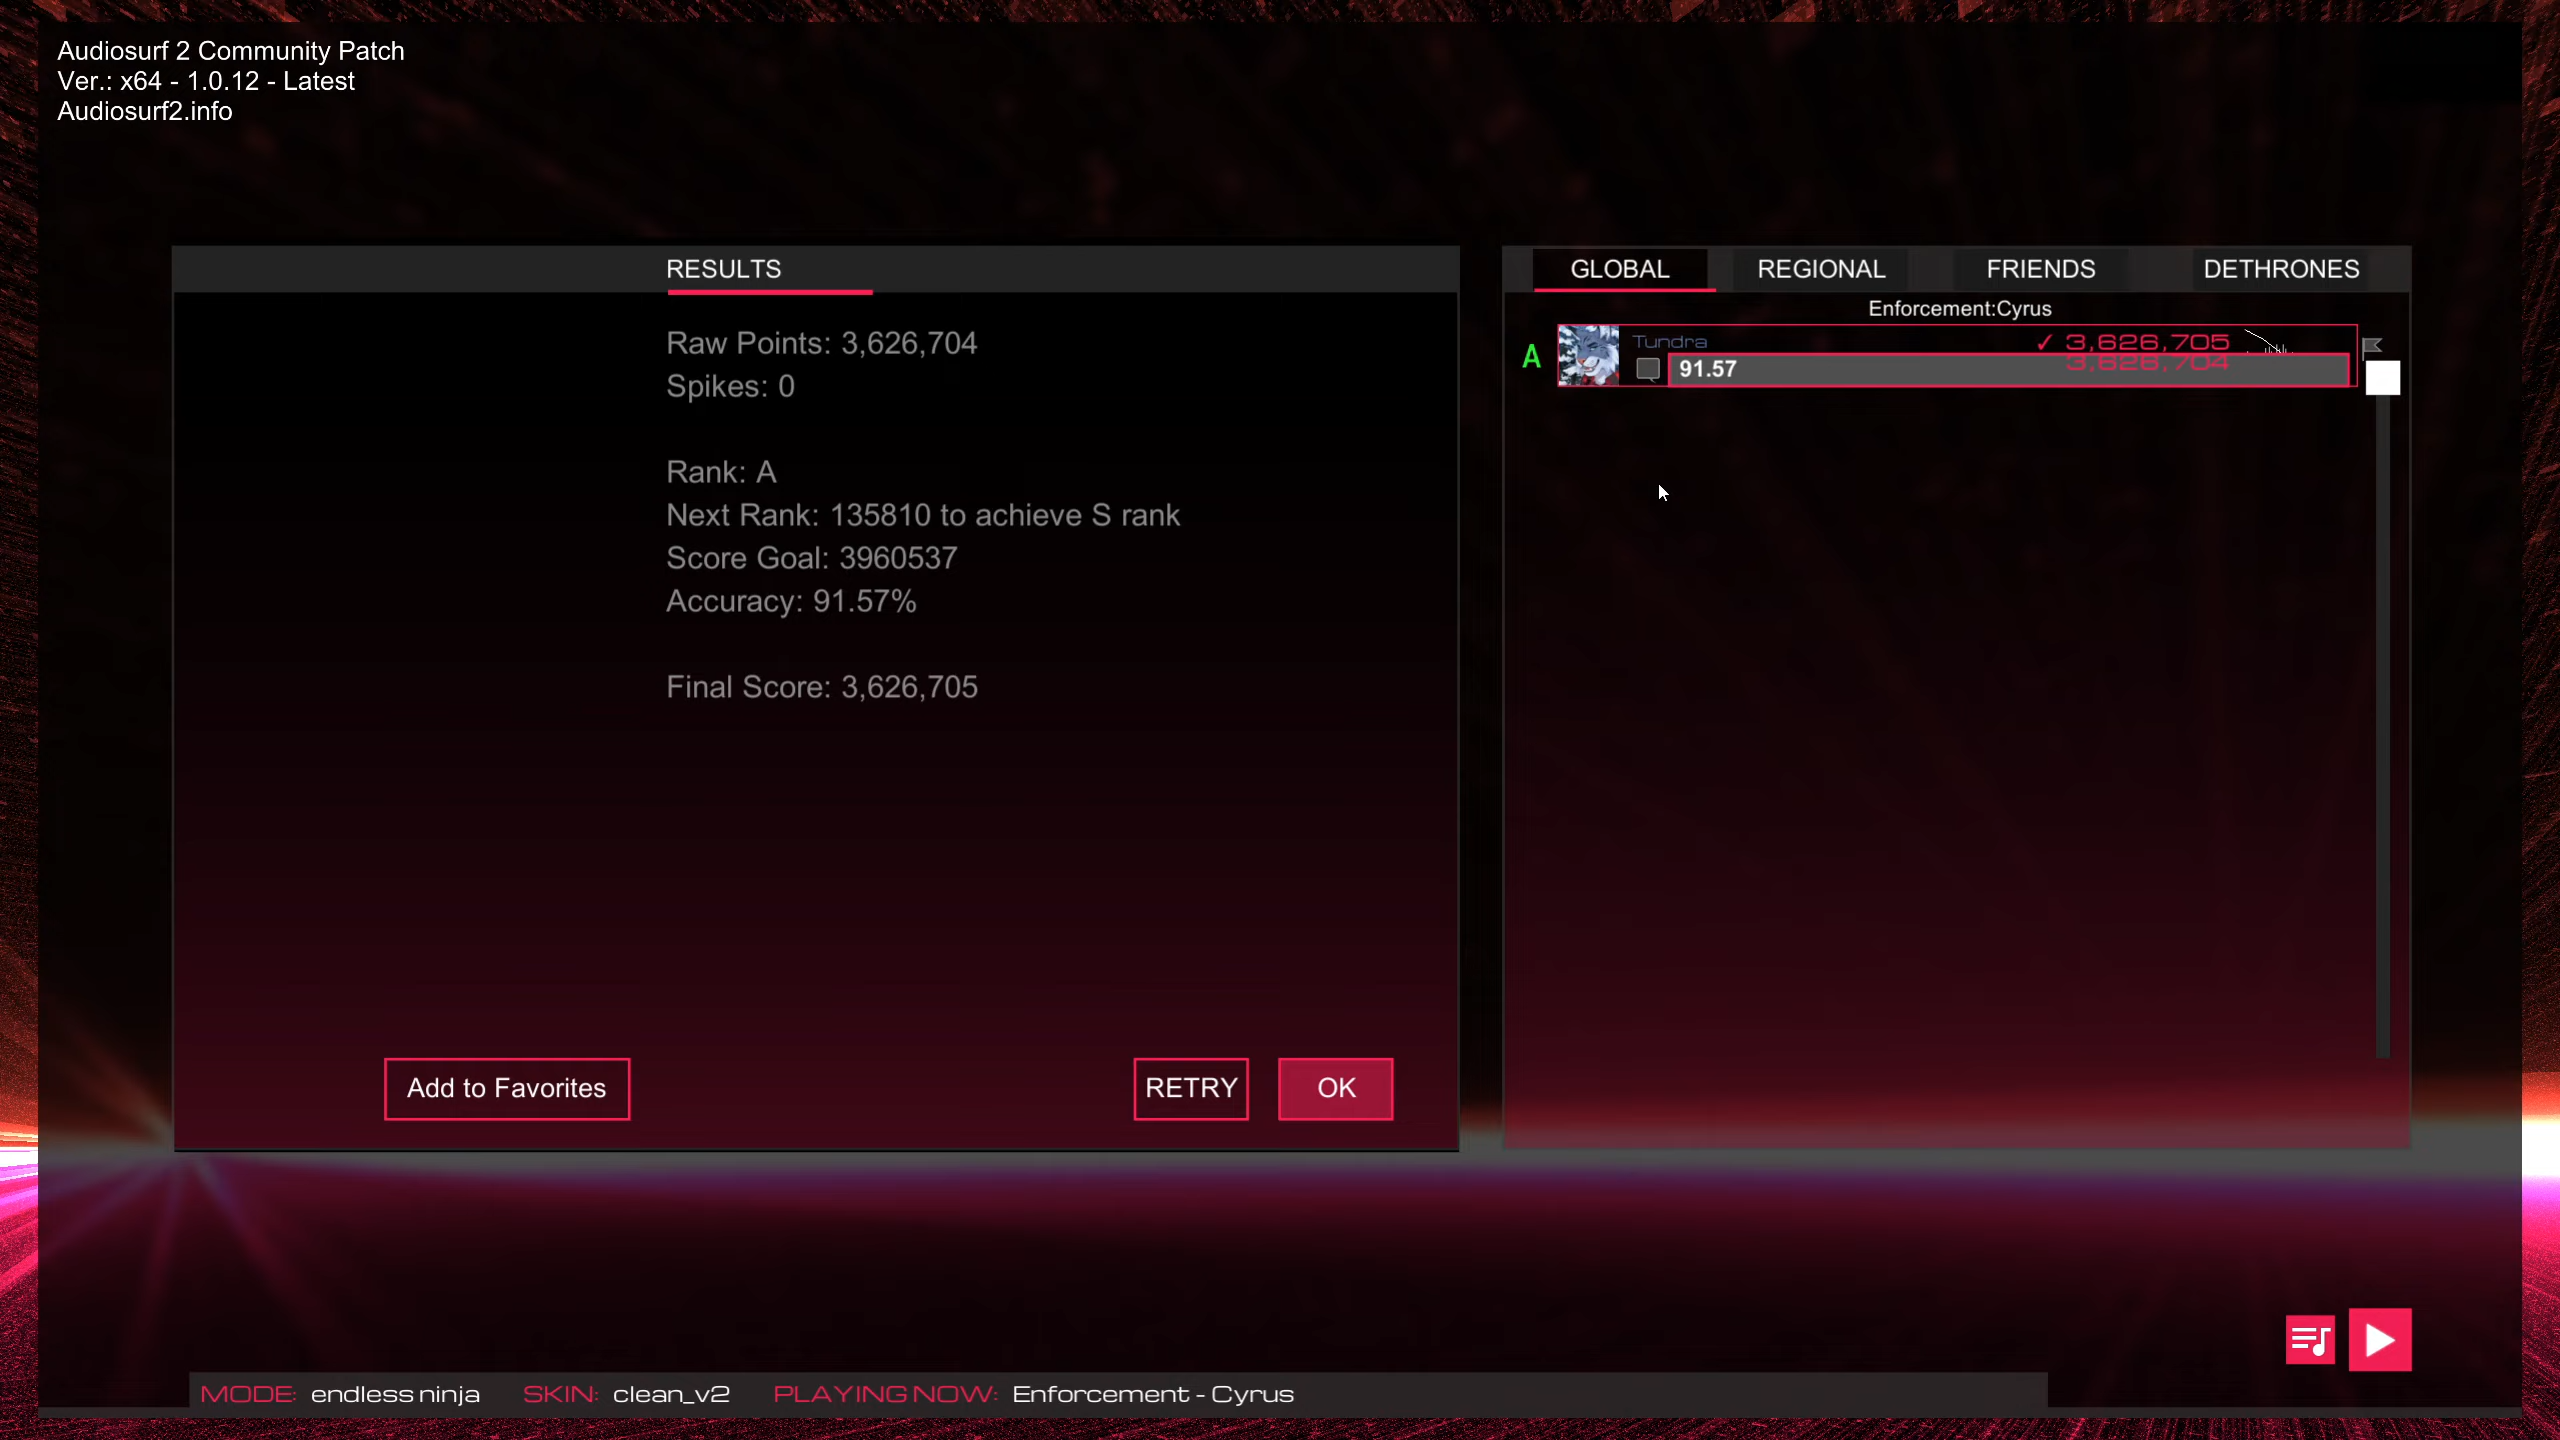 Audiosurf 2 Community Patch
Ver.: x64 - 1.0.12 - Latest
Audiosurf2.info
RESULTS
Raw Points: 3,626,704
Spikes: 0
Rank: A
Next Rank: 135810 to achieve S rank
Score Goal: 3960537
Accuracy: 91.57%
Final Score: 3,626,705
Add to Favorites
RETRY
OK
GLOBAL
REGIONAL
FRIENDS
DETHRONES
Enforcement:Cyrus
A
Tundra
✓ 3,626,705
3,626,704
91.57
MODE: endless ninja SKIN: clean_v2 PLAYING NOW: Enforcement - Cyrus